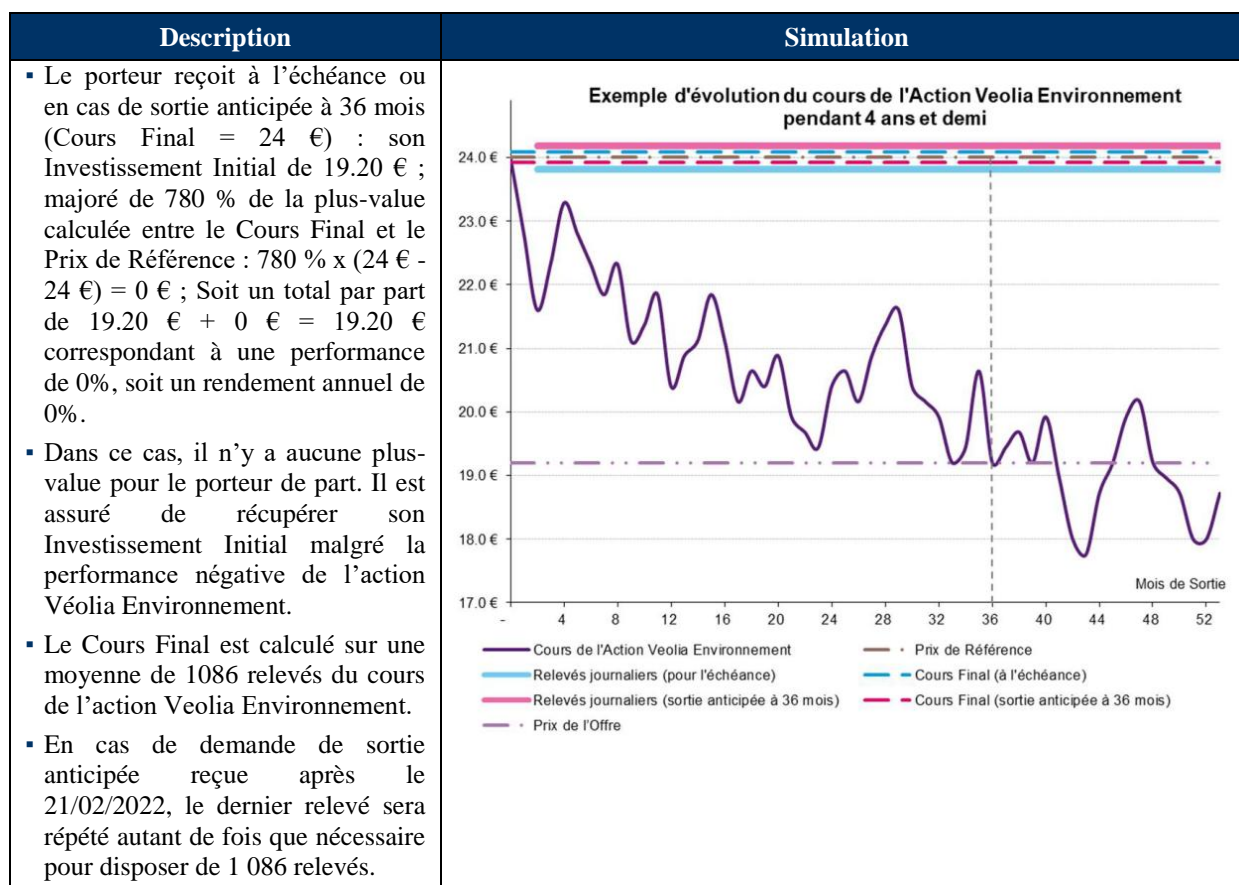 Description
▪ Le porteur reçoit à l’échéance ou
en cas de sortie anticipée à 36 mois
(Cours Final = 24 €) : son
Investissement Initial de 19.20 € ;
majoré de 780 % de la plus-value
calculée entre le Cours Final et le
Prix de Référence : 780 % x (24 € -
24 €) = 0 € ; Soit un total par part
de 19.20 € + 0 € = 19.20 €
correspondant à une performance
de 0%, soit un rendement annuel de
0%.
▪ Dans ce cas, il n’y a aucune plus-
value pour le porteur de part. Il est
assuré de récupérer son
Investissement Initial malgré la
performance négative de l’action
Véolia Environnement.
▪ Le Cours Final est calculé sur une
moyenne de 1086 relevés du cours
de l’action Veolia Environnement.
▪ En cas de demande de sortie
anticipée reçue après le
21/02/2022, le dernier relevé sera
répété autant de fois que nécessaire
pour disposer de 1 086 relevés.
Simulation
Exemple d'évolution du cours de l'Action Veolia Environnement
pendant 4 ans et demi
24.0 €
23.0 €
22.0 €
21.0 €
20.0 €
19.0 €
18.0 €
17.0 €
Mois de Sortie
- 4 8 12 16 20 24 28 32 36 40 44 48 52
Cours de l'Action Veolia Environnement
Prix de Référence
Relevés journaliers (pour l'échéance)
Cours Final (à l'échéance)
Relevés journaliers (sortie anticipée à 36 mois)
Cours Final (sortie anticipée à 36 mois)
Prix de l'Offre